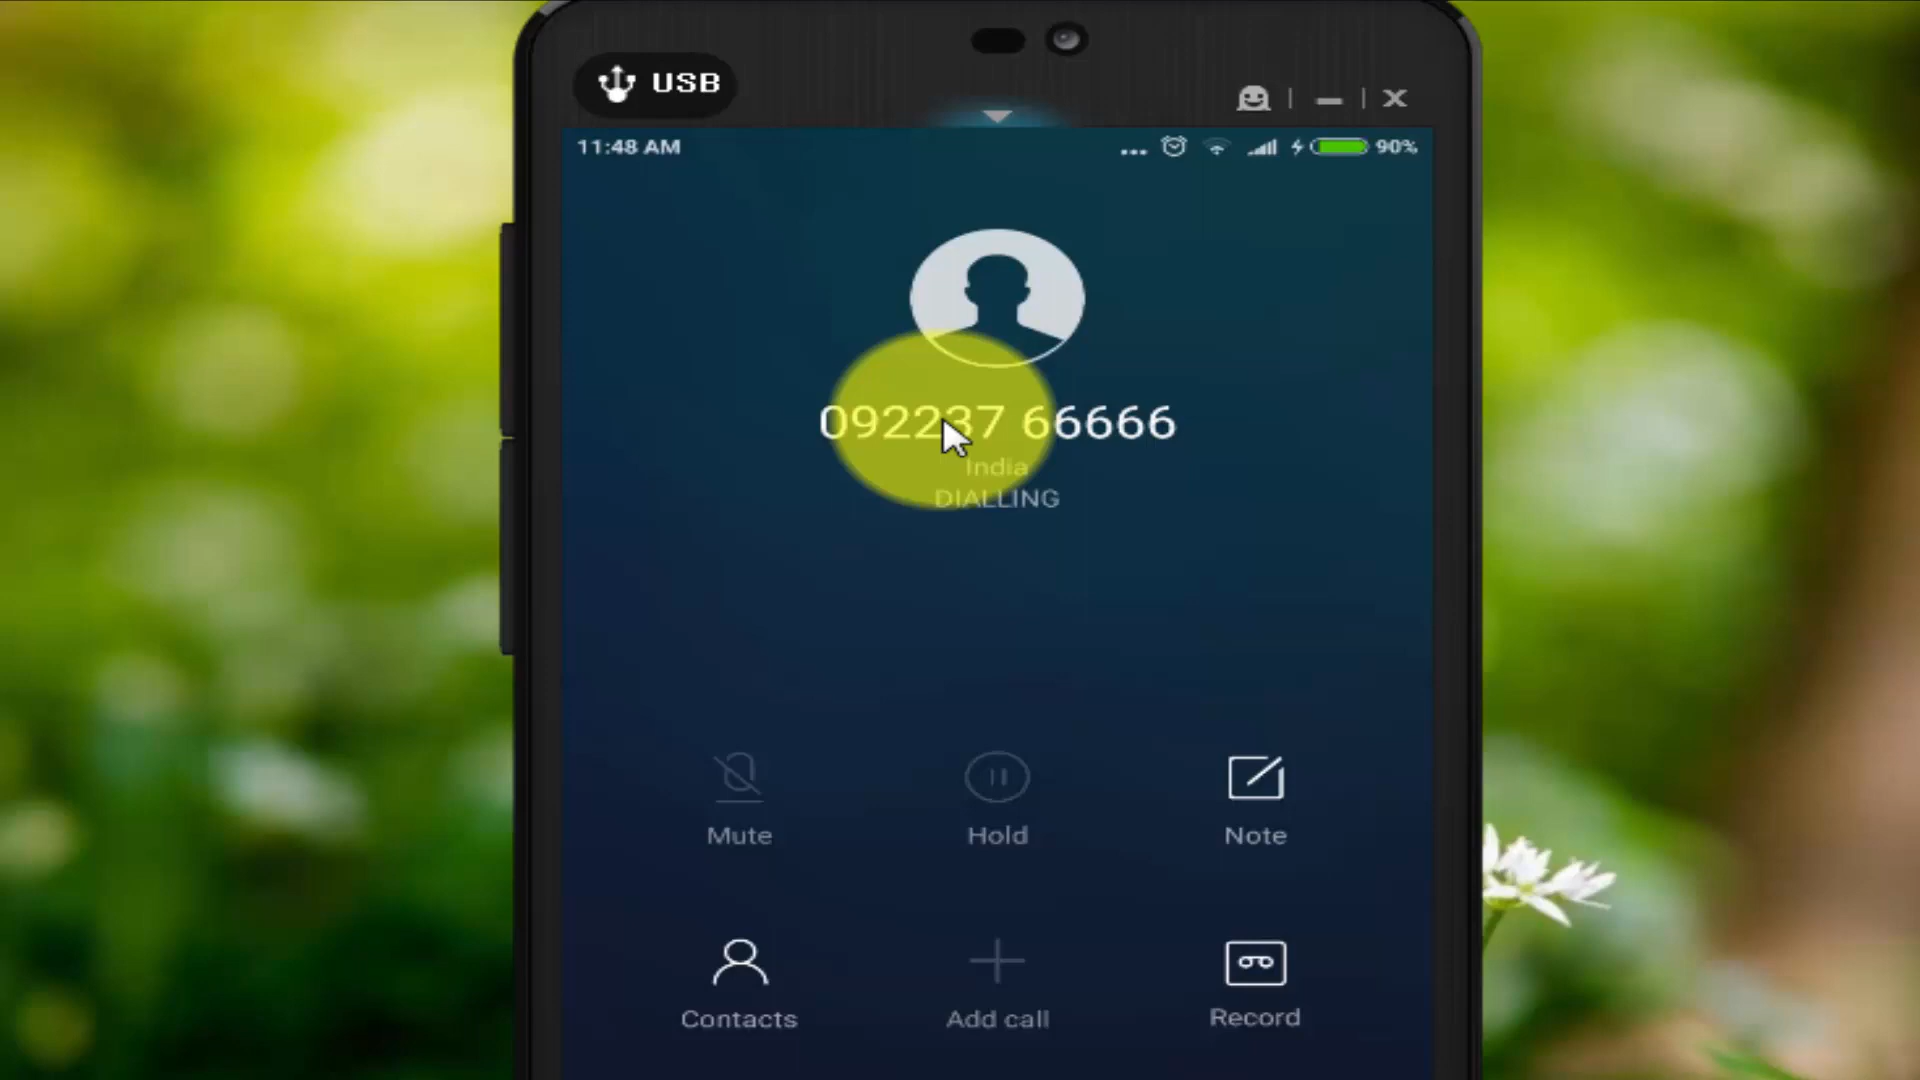 USB
11:48 AM ... 90%
092237 66666
India
DIALLING
Mute Hold Note
Contacts Add call Record